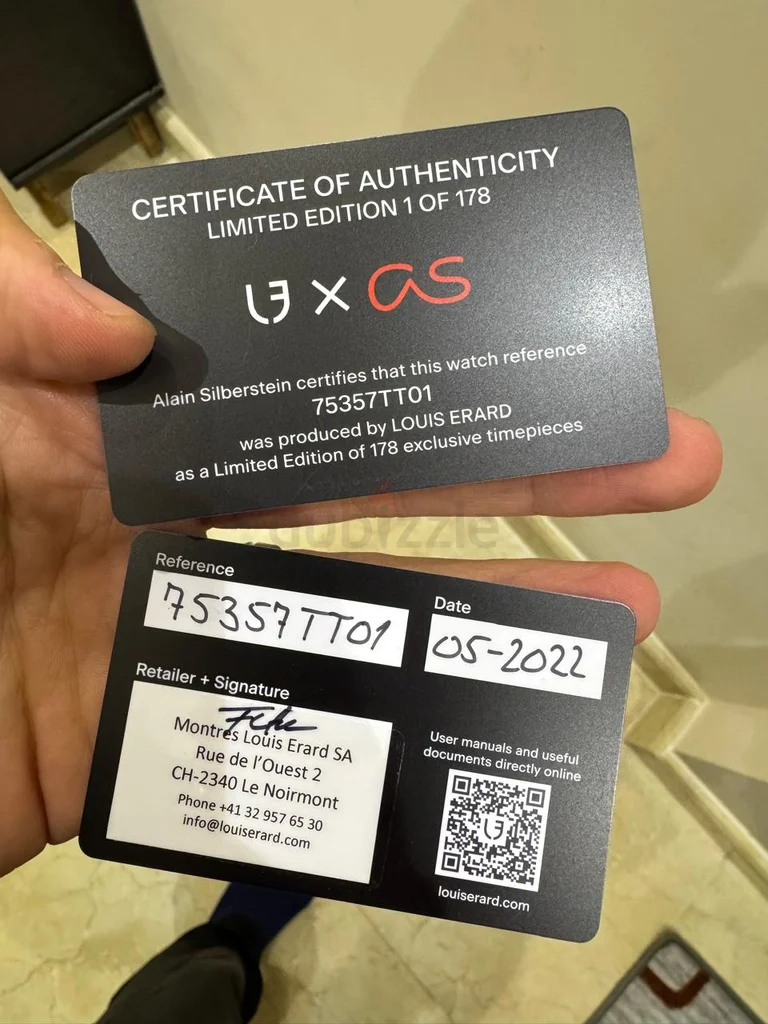 CERTIFICATE OF AUTHENTICITY
LIMITED EDITION 1 OF 178
LE X as
Alain Silberstein certifies that this watch reference
75357TT01
was produced by LOUIS ERARD
as a Limited Edition of 178 exclusive timepieces
dubizzle
Reference
75357TT01
Date
05-2022
Retailer + Signature
Montres Louis Erard SA
Rue de l'Ouest 2
CH-2340 Le Noirmont
Phone +41 32 957 65 30
info@louiserard.com
User manuals and useful
documents directly online
louiserard.com